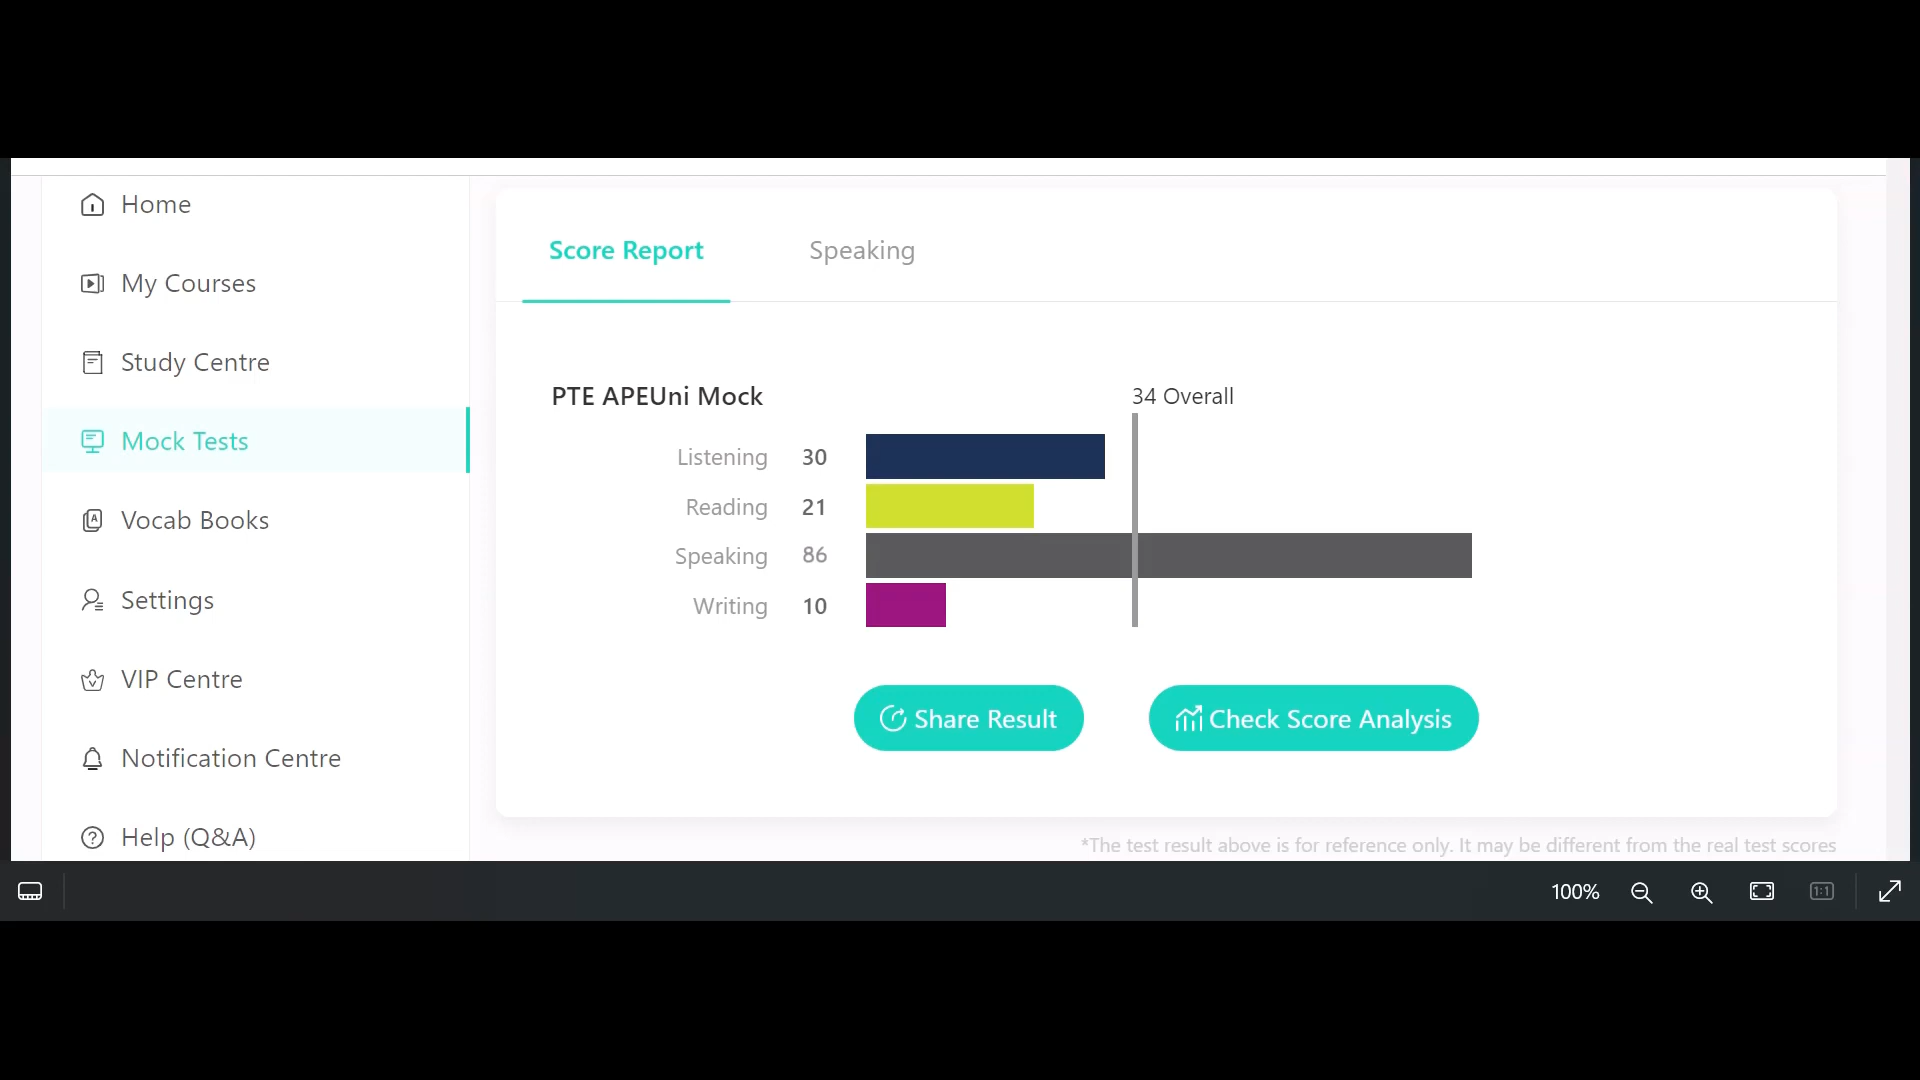 Home
My Courses
Study Centre
Mock Tests
Vocab Books
Settings
VIP Centre
Notification Centre
Help (Q&A)
Score Report Speaking
PTE APEUni Mock 34 Overall
Listening 30
Reading 21
Speaking 86
Writing 10
Share Result Check Score Analysis
*The test result above is for reference only. It may be different from the real test scores
100% 1:1